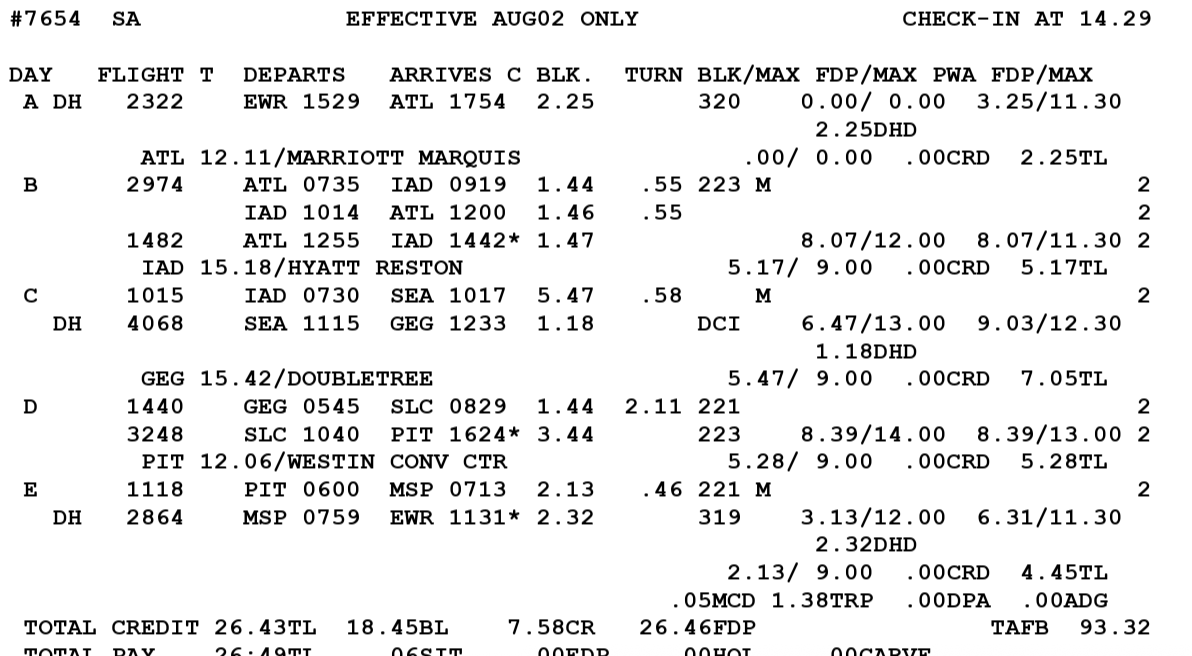 #7654 SA EFFECTIVE AUG02 ONLY CHECK-IN AT 14.29
DAY FLIGHT T DEPARTS ARRIVES C BLK. TURN BLK/MAX FDP/MAX PWA FDP/MAX
A DH 2322 EWR 1529 ATL 1754 2.25 320 0.00/ 0.00 3.25/11.30
2.25DHD
ATL 12.11/MARRIOTT MARQUIS .00/ 0.00 .00CRD 2.25TL
B 2974 ATL 0735 IAD 0919 1.44 .55 223 M 2
IAD 1014 ATL 1200 1.46 .55 2
1482 ATL 1255 IAD 1442* 1.47 8.07/12.00 8.07/11.30 2
IAD 15.18/HYATT RESTON 5.17/ 9.00 .00CRD 5.17TL
C 1015 IAD 0730 SEA 1017 5.47 .58 M 2
DH 4068 SEA 1115 GEG 1233 1.18 DCI 6.47/13.00 9.03/12.30
1.18DHD
GEG 15.42/DOUBLETREE 5.47/ 9.00 .00CRD 7.05TL
D 1440 GEG 0545 SLC 0829 1.44 2.11 221 2
3248 SLC 1040 PIT 1624* 3.44 223 8.39/14.00 8.39/13.00 2
PIT 12.06/WESTIN CONV CTR 5.28/ 9.00 .00CRD 5.28TL
E 1118 PIT 0600 MSP 0713 2.13 .46 221 M 2
DH 2864 MSP 0759 EWR 1131* 2.32 319 3.13/12.00 6.31/11.30
2.32DHD
2.13/ 9.00 .00CRD 4.45TL
.05MCD 1.38TRP .00DPA .00ADG
TOTAL CREDIT 26.43TL 18.45BL 7.58CR 26.46FDP TAFB 93.32
TOTAL PAY 26:49TL .06SIT .00EDP .00HOL .00CARVE